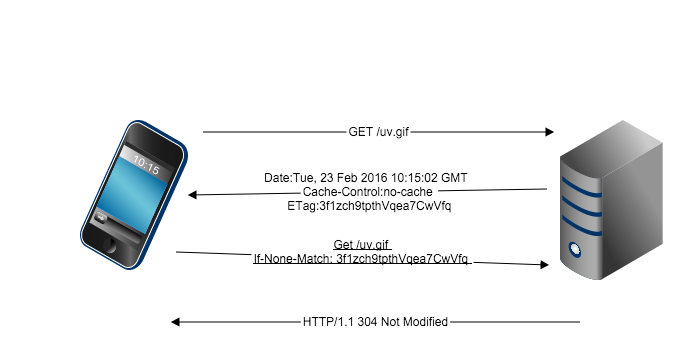 10:15
GET /uv.gif
Date:Tue, 23 Feb 2016 10:15:02 GMT
Cache-Control:no-cache
ETag:3f1zch9tpthVqea7CwVfq
Get /uv.gif
If-None-Match: 3f1zch9tpthVqea7CwVfq
HTTP/1.1 304 Not Modified